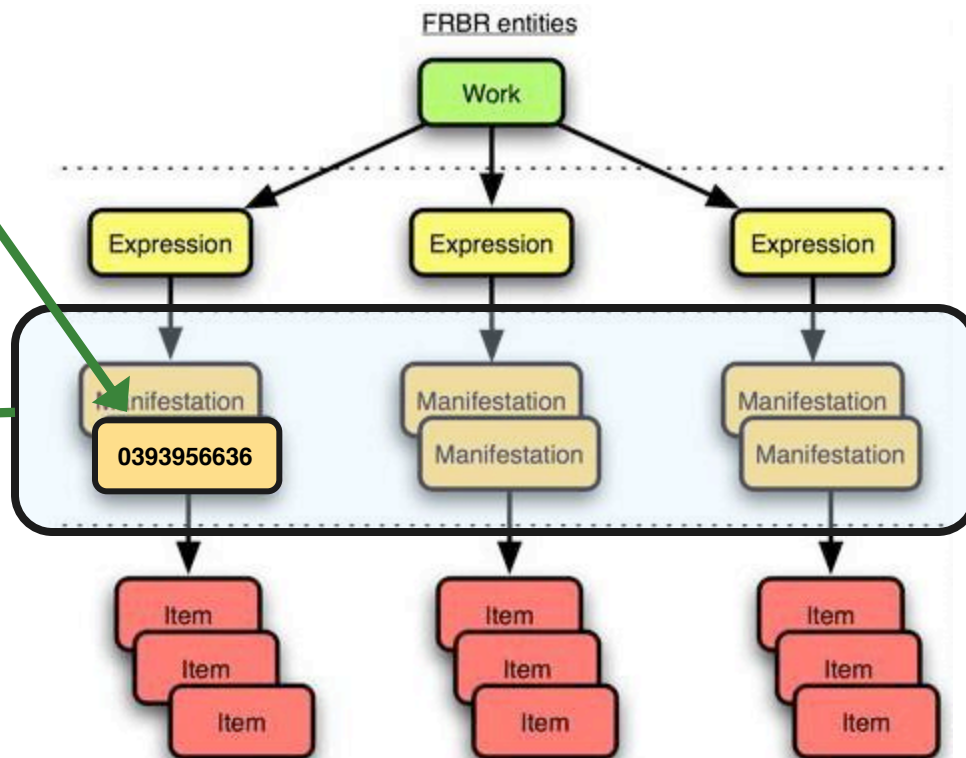 FRBR entities
Work
Expression Expression Expression
Manifestation Manifestation Manifestation
0393956636 Manifestation Manifestation
Item Item Item
Item Item Item
Item Item Item